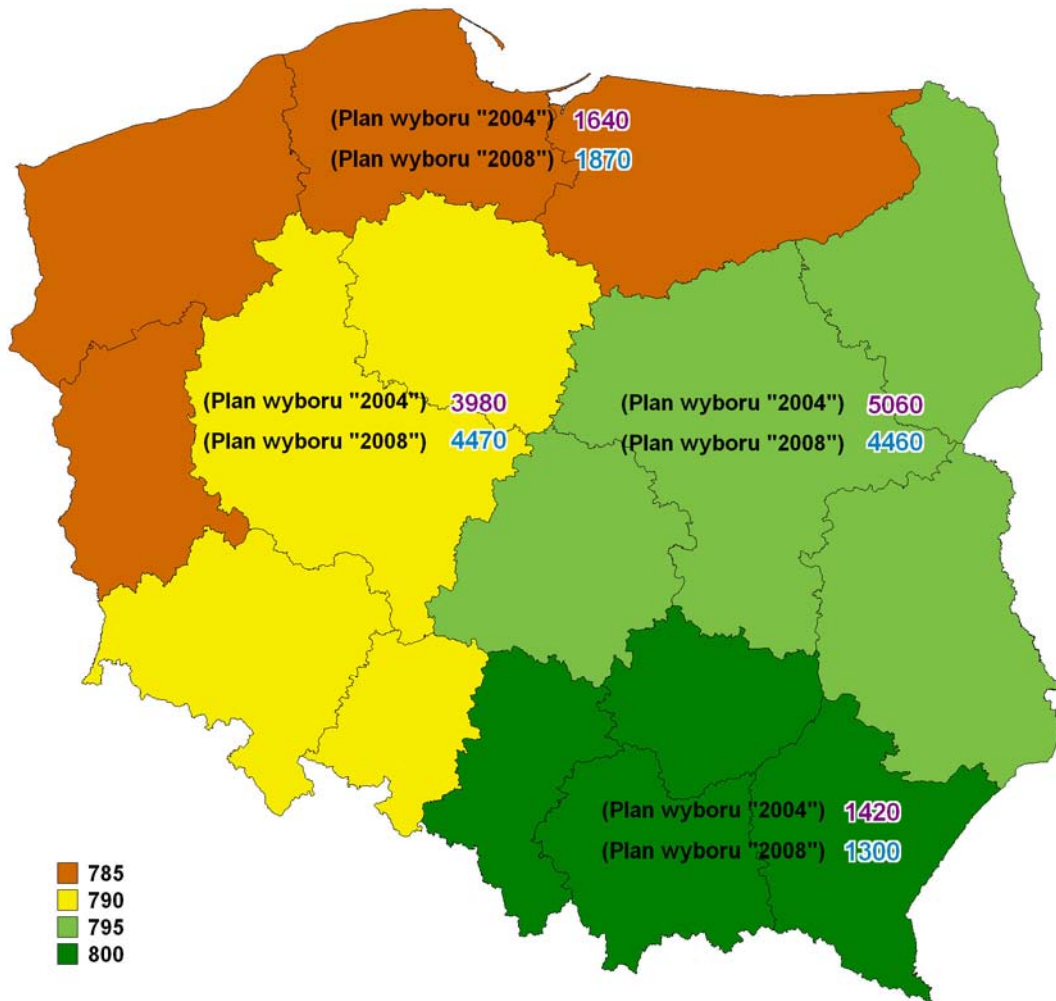 (Plan wyboru "2004") 1640
(Plan wyboru "2008") 1870
(Plan wyboru "2004") 3980
(Plan wyboru "2008") 4470
(Plan wyboru "2004") 5060
(Plan wyboru "2008") 4460
(Plan wyboru "2004") 1420
(Plan wyboru "2008") 1300
785
790
795
800